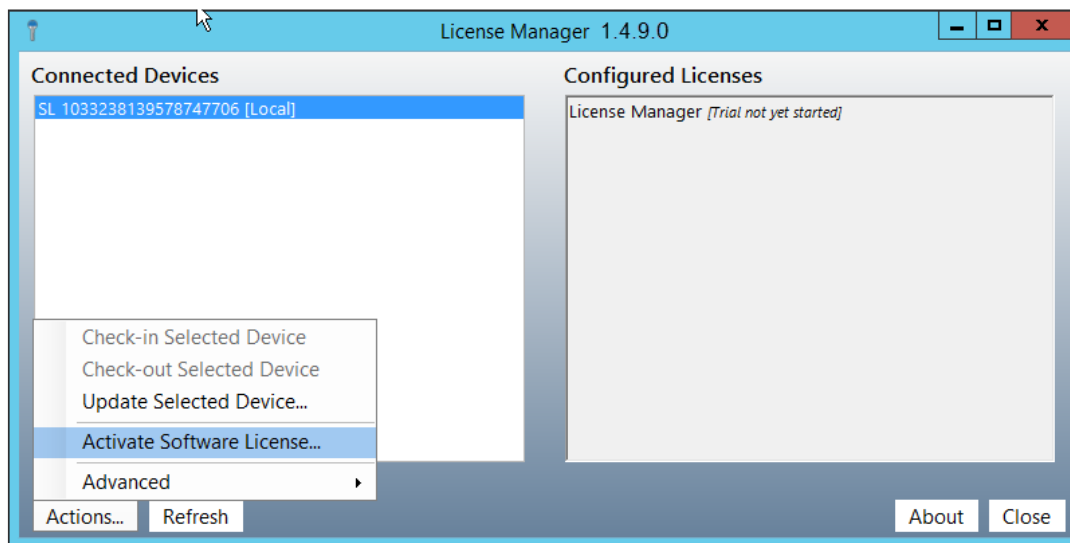 License Manager 1.4.9.0
Connected Devices
SL 1033238139578747706 [Local]
Configured Licenses
License Manager [Trial not yet started]
Check-in Selected Device
Check-out Selected Device
Update Selected Device...
Activate Software License...
Advanced
Actions...
Refresh
About
Close